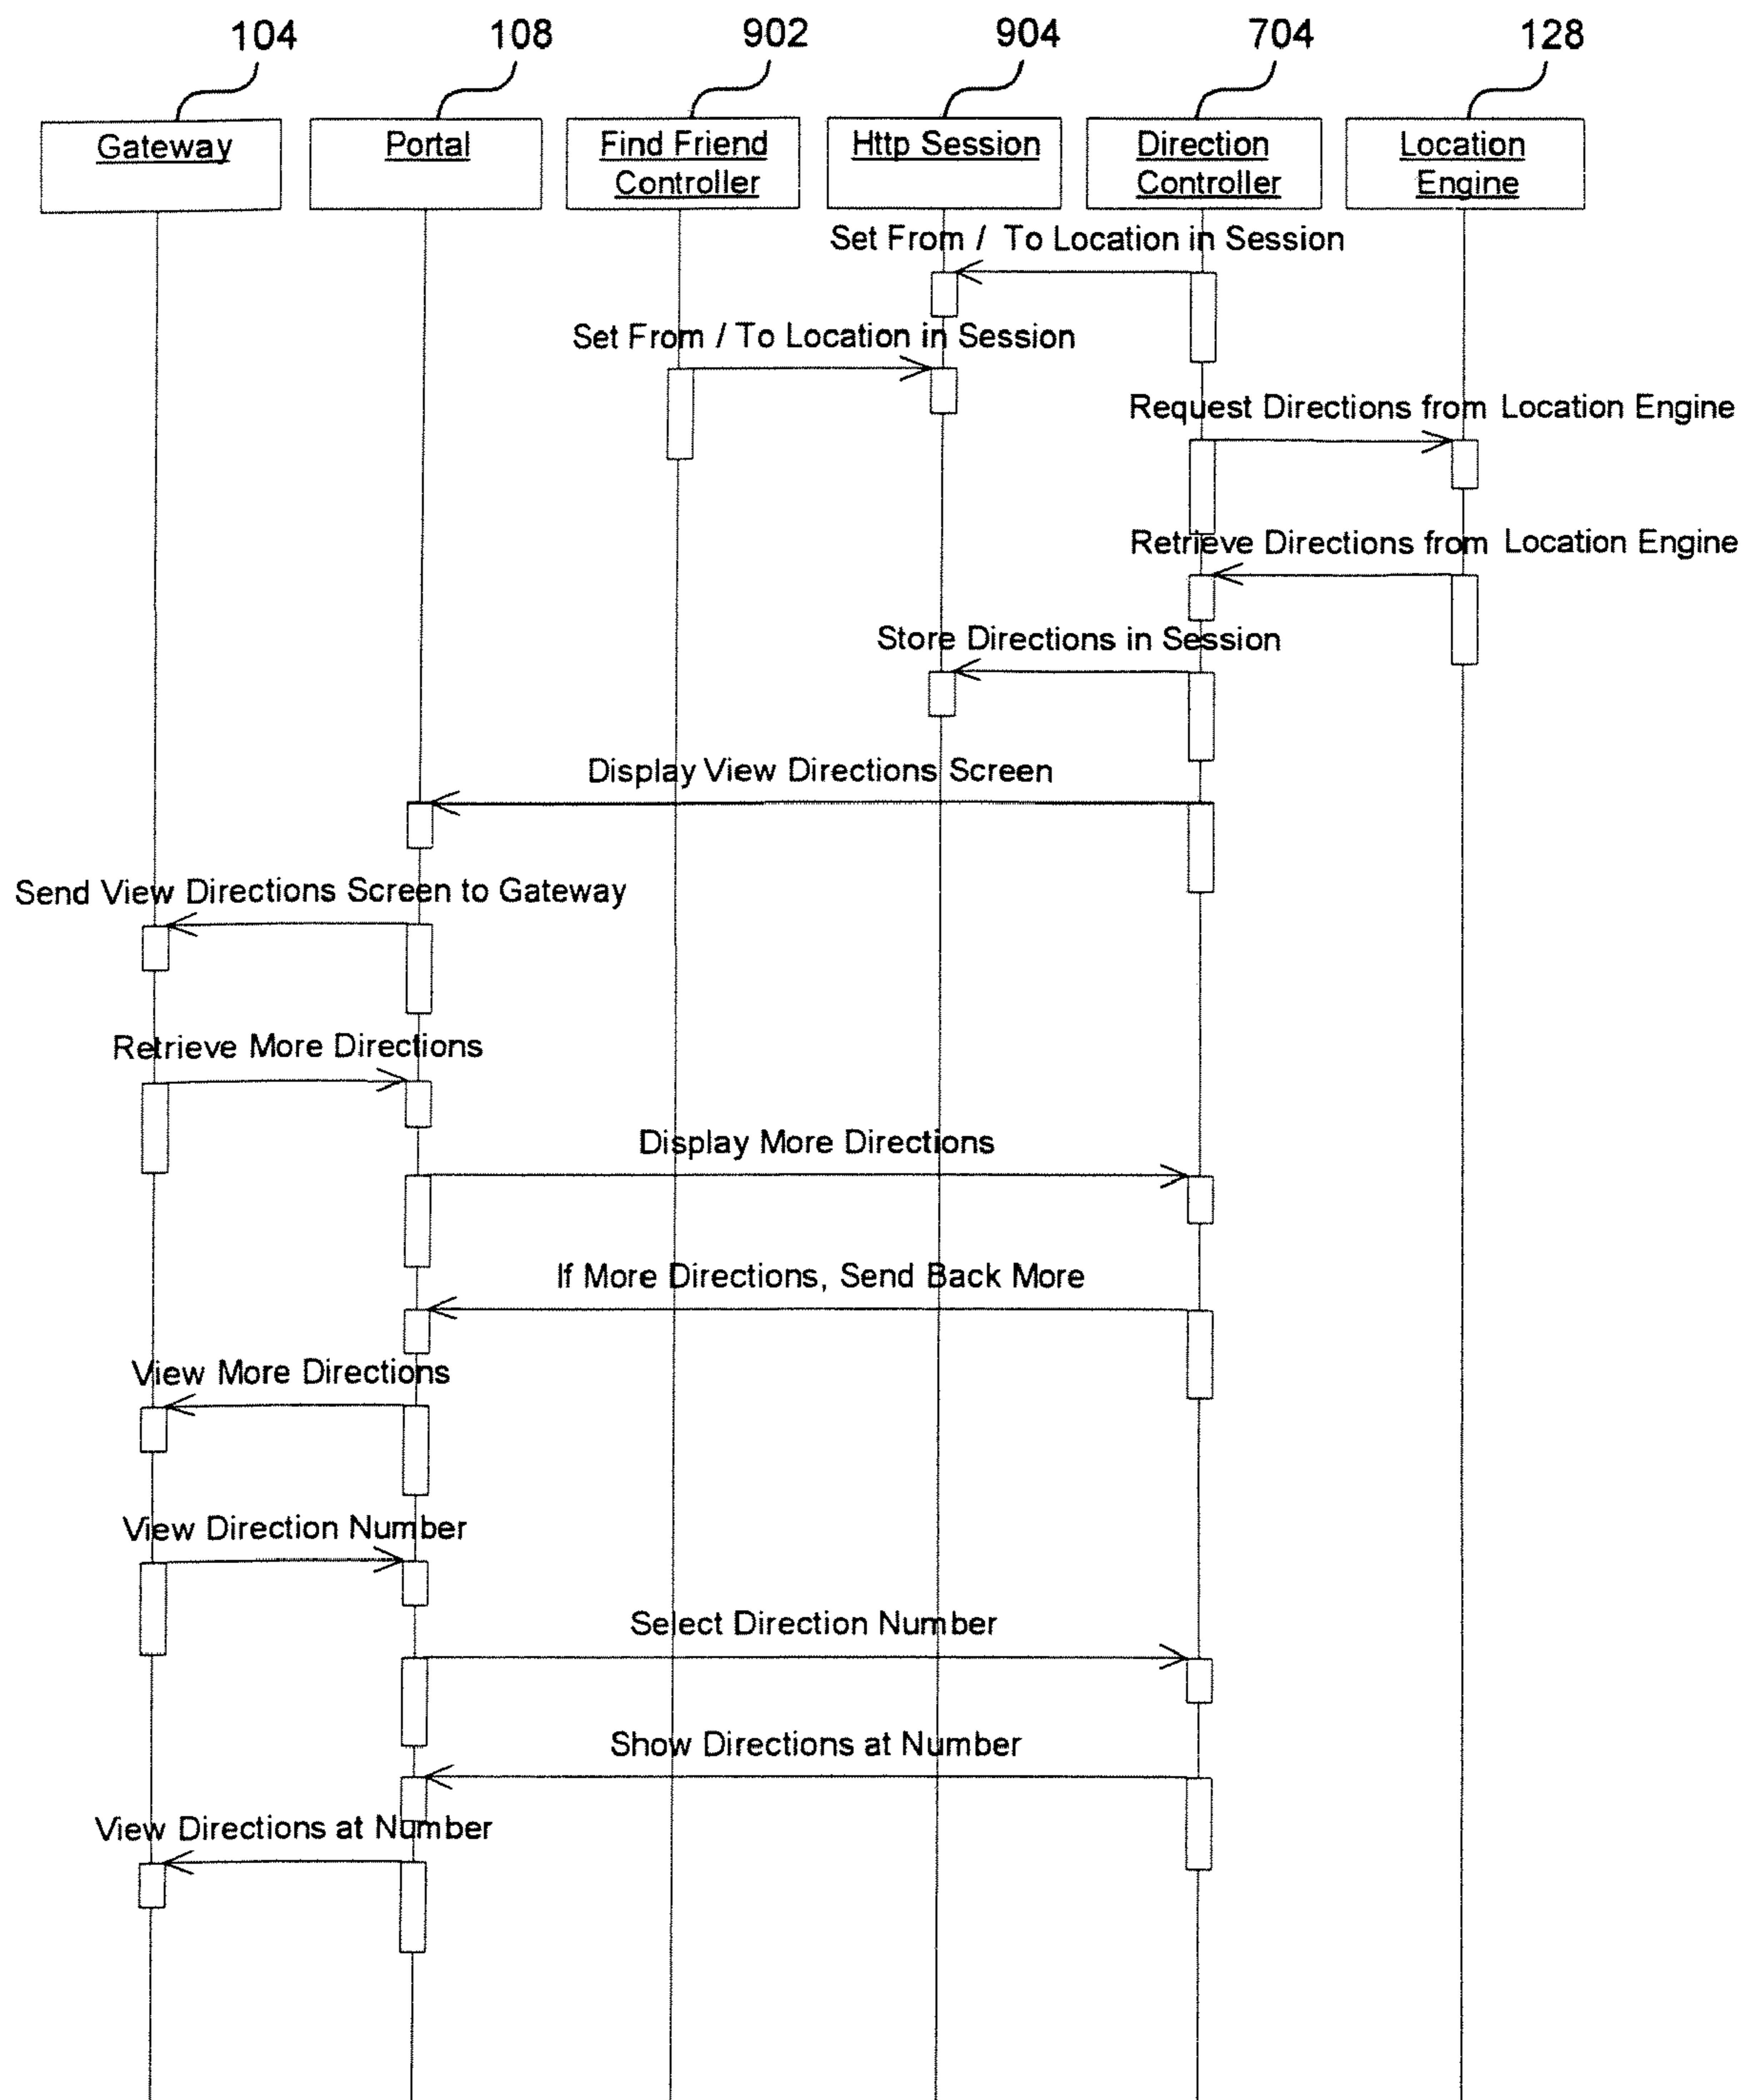 104 108 902 904 704 128
Gateway Portal Find Friend Http Session Direction Location
Controller Controller Engine
Set From / To Location in Session
Set From / To Location in Session
Request Directions from Location Engine
Retrieve Directions from Location Engine
Store Directions in Session
Display View Directions Screen
Send View Directions Screen to Gateway
Retrieve More Directions
Display More Directions
If More Directions, Send Back More
View More Directions
View Direction Number
Select Direction Number
Show Directions at Number
View Directions at Number